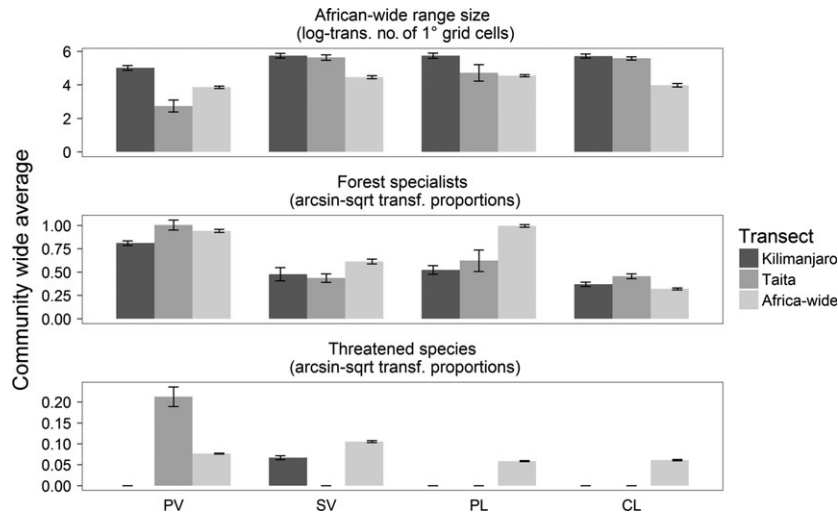 African-wide range size
(log-trans. no. of 1° grid cells)
6
4
2
0
Community wide average
Forest specialists
(arcsin-sqrt transf. proportions)
1.00
0.75
0.50
0.25
0.00
Transect
Kilimanjaro
Taita
Africa-wide
Threatened species
(arcsin-sqrt transf. proportions)
0.20
0.15
0.10
0.05
0.00
PV SV PL CL